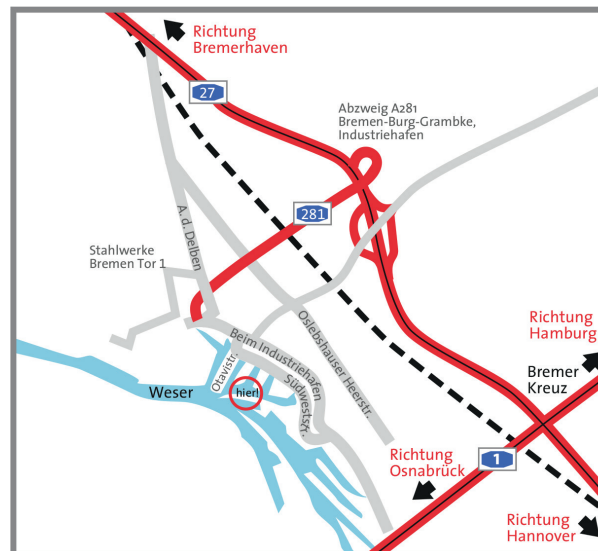 Richtung
Bremerhaven
27
Abzweig A281
Bremen-Burg-Grambke,
Industriehafen
281
A. d. Delben
Stahlwerke
Bremen Tor 1
Oslebshauser Heerstr.
Beim Industriehafen
Otavistr.
Südweststr.
hier!
Weser
Richtung
Hamburg
Bremer
Kreuz
1
Richtung
Osnabrück
Richtung
Hannover